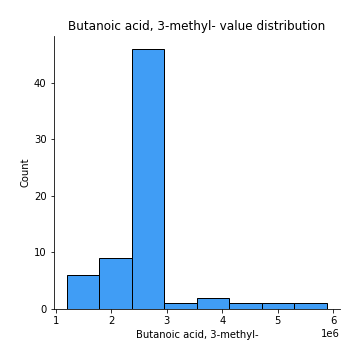 Butanoic acid, 3-methyl- value distribution
Count
40
30
20
10
0
1 2 3 4 5 6
1e6
Butanoic acid, 3-methyl-